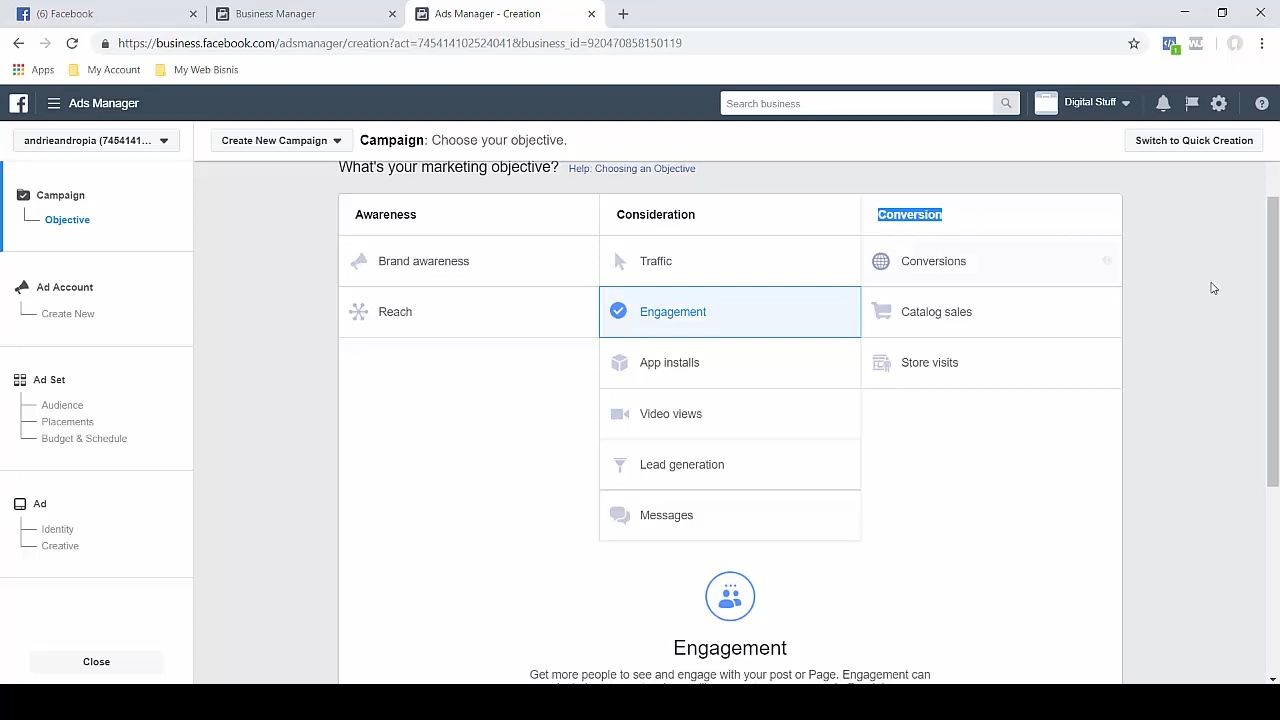 (6) Facebook
Business Manager
Ads Manager - Creation
https://business.facebook.com/adsmanager/creation?act=745414102524041&business_id=920470858150119
Apps
My Account
My Web Bisnis
Ads Manager
Search business
Digital Stuff
andrieandropia (7454141...
Create New Campaign
Campaign: Choose your objective.
Switch to Quick Creation
What's your marketing objective?
Help: Choosing an Objective
Campaign
Objective
Ad Account
Create New
Ad Set
Audience
Placements
Budget & Schedule
Ad
Identity
Creative
Close
Awareness
Brand awareness
Reach
Consideration
Traffic
Engagement
App installs
Video views
Lead generation
Messages
Conversion
Conversions
Catalog sales
Store visits
Engagement
Get more people to see and engage with your post or Page. Engagement can